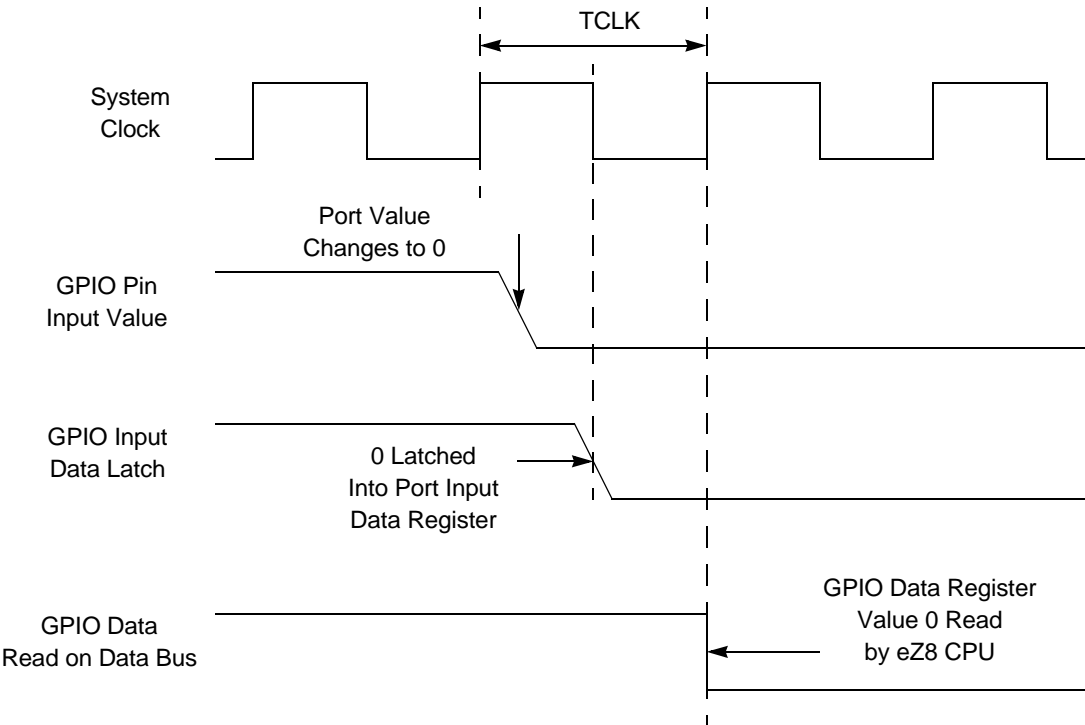 TCLK
System
Clock
Port Value
Changes to 0
GPIO Pin
Input Value
GPIO Input
Data Latch
0 Latched
Into Port Input
Data Register
GPIO Data Register
Value 0 Read
by eZ8 CPU
GPIO Data
Read on Data Bus